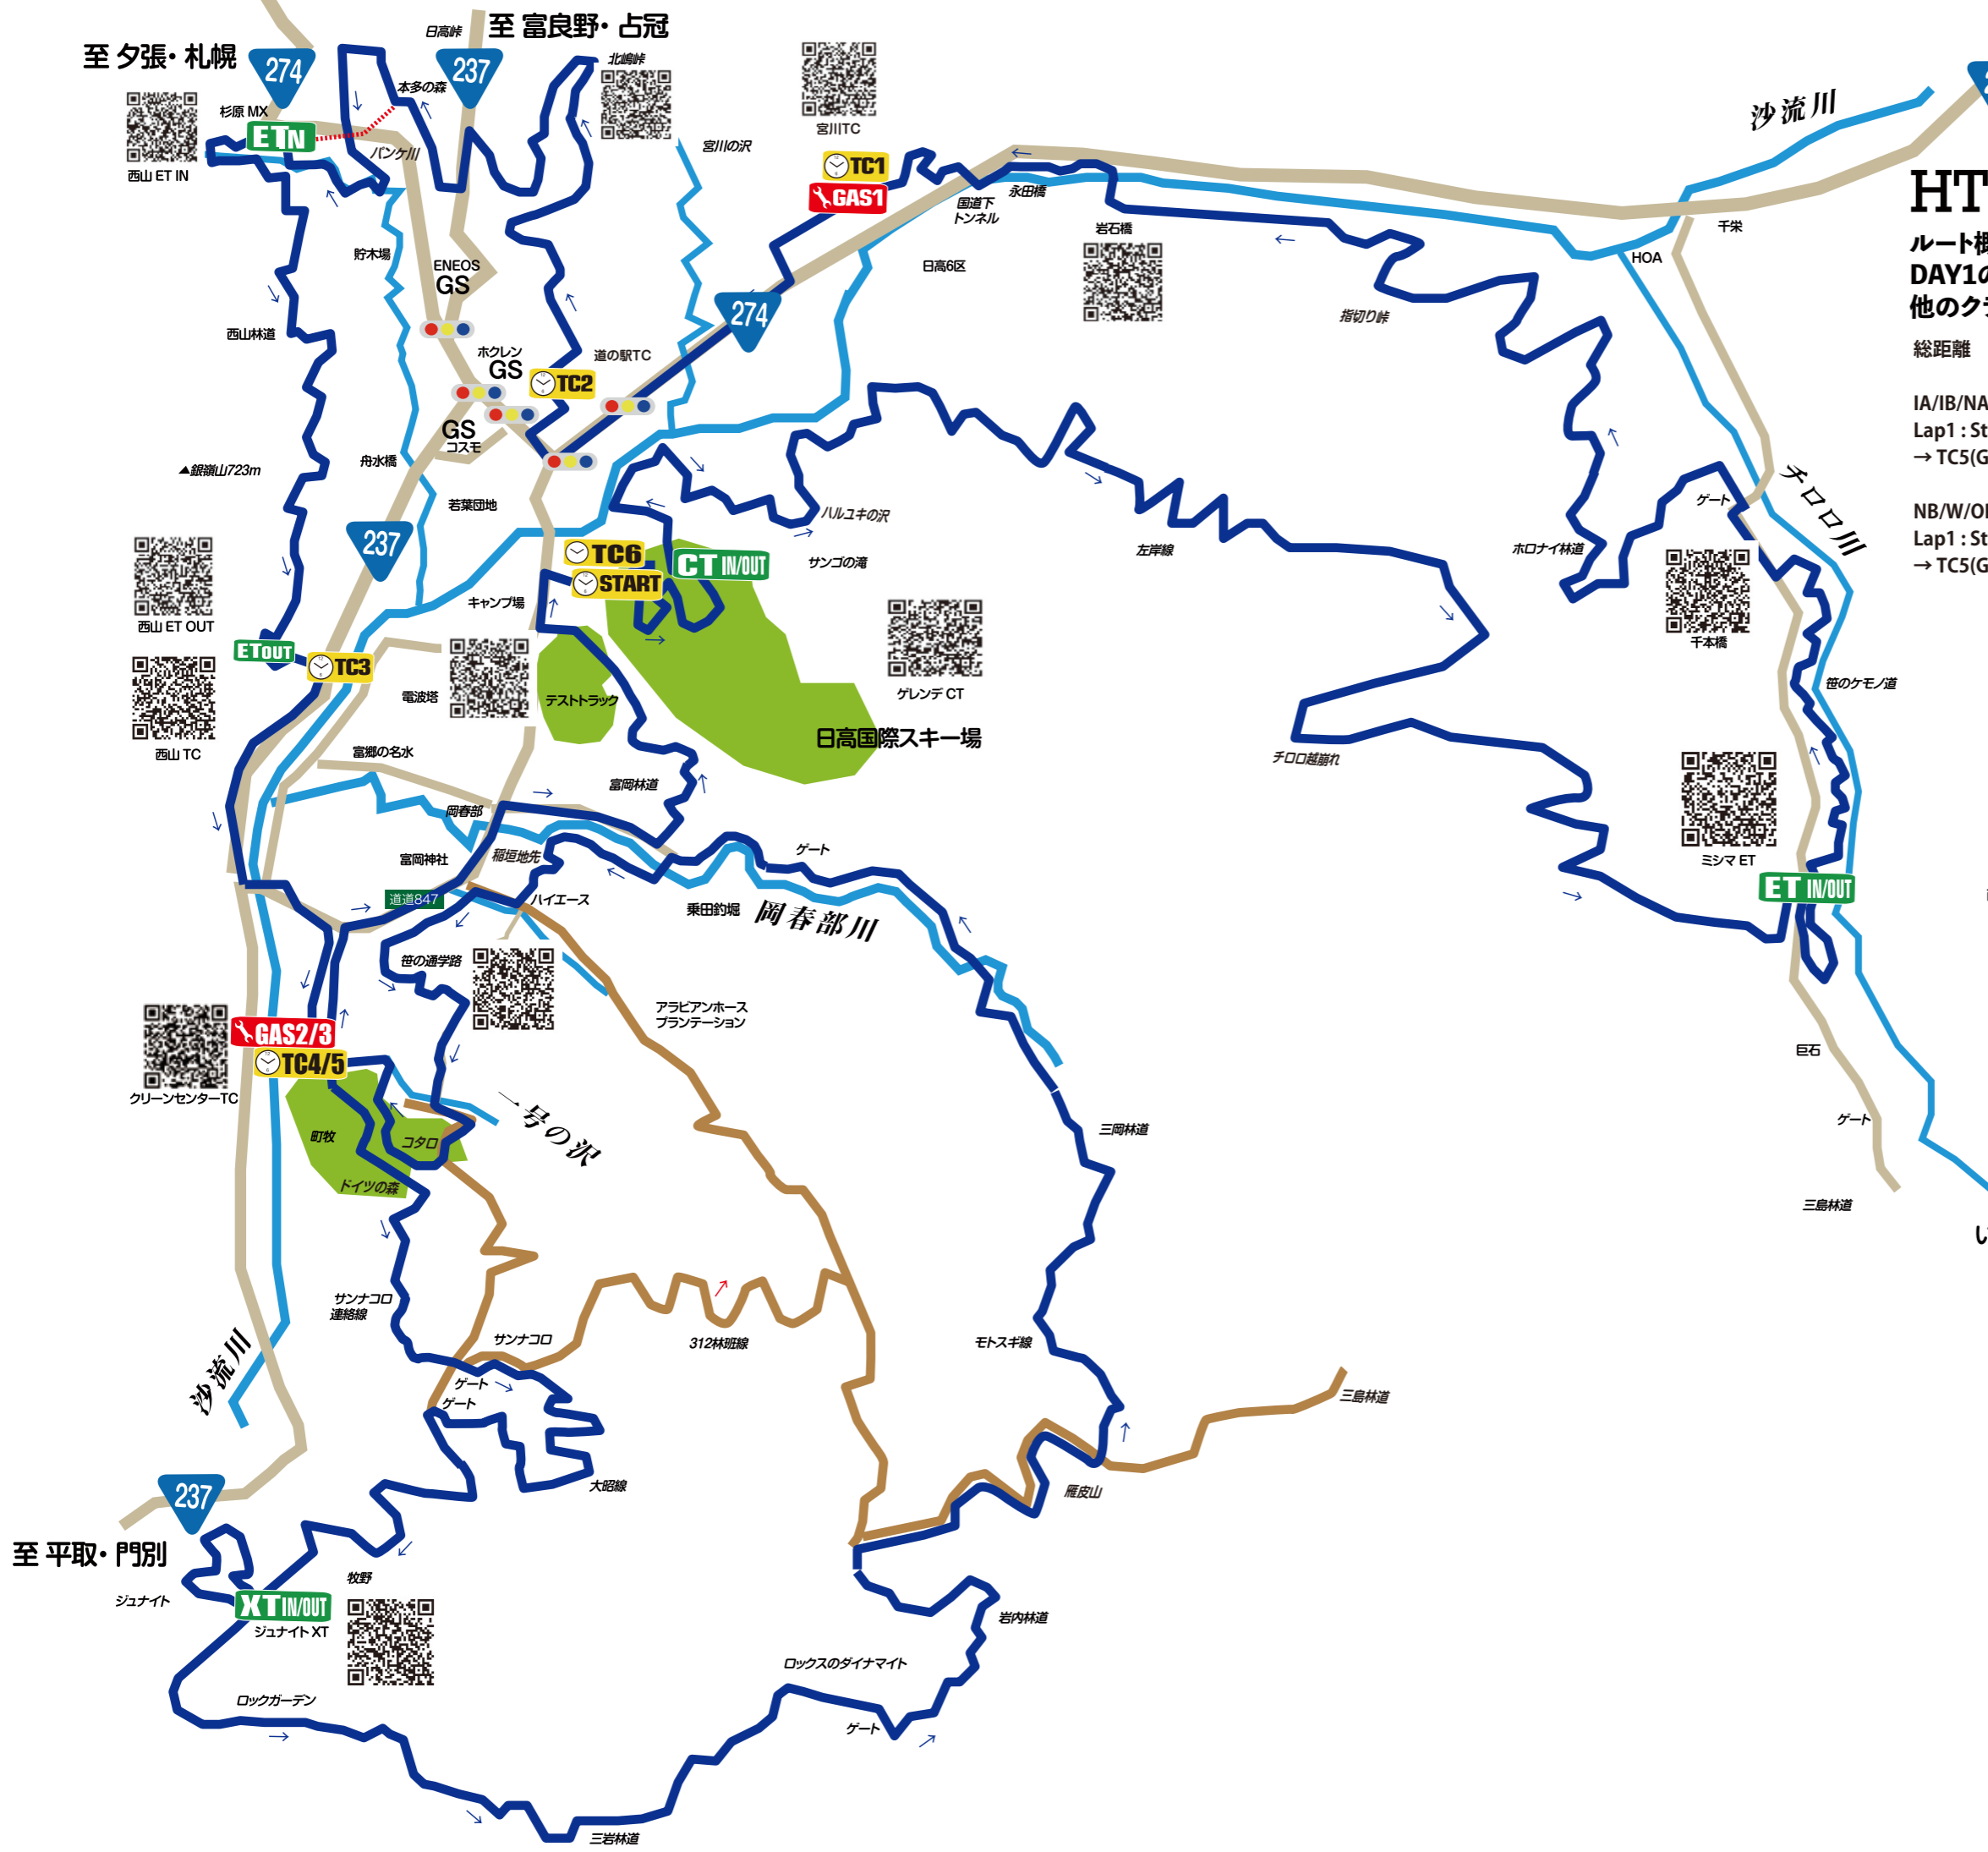 至 夕張・札幌
274
日高峠
至 富良野・占冠
237
北嶋峠
本多の森
杉原 MX
ETIN
パンケ川
西山 ET IN
宮川TC
宮川の沢
TC1
GAS1
国道下
トンネル
永田橋
岩石橋
日高6区
沙流川
千栄
HOA
HT
ルート概
DAY1の
他のクラ
総距離
IA/IB/NA
Lap1 : St
→ TC5(G
NB/W/O
Lap1 : St
→ TC5(G
貯木場
ENEOS
GS
西山林道
ホクレン
GS
道の駅TC
TC2
274
指切り峠
GS
コスモ
舟水橋
▲銀嶺山723m
若葉団地
237
ハルユキの沢
サンゴの滝
左岸線
ホロナイ林道
ゲート
チロロ川
千本橋
TC6
START
CT IN/OUT
キャンプ場
西山 ET OUT
ETOUT
TC3
西山 TC
電波塔
テストトラック
ゲレンデ CT
日高国際スキー場
笹のケモノ道
チロロ越崩れ
ミシマ ET
ET IN/OUT
富郷の名水
富岡林道
岡春部
富岡神社
稲垣地先
ゲート
道道847
ハイエース
乗田釣堀
岡春部川
笹の通学路
アラビアンホース
プランテーション
GAS2/3
TC4/5
クリーンセンターTC
町牧
コタロ
ドイツの森
一号の沢
三岡林道
巨石
ゲート
三島林道
い
サンナコロ
連絡線
サンナコロ
312林班線
モトスギ線
沙流川
ゲート
ゲート
三島林道
大昭線
雁皮山
237
至 平取・門別
牧野
ジュナイト
XT IN/OUT
ジュナイト XT
岩内林道
ロックスのダイナマイト
ロックガーデン
ゲート
三岩林道